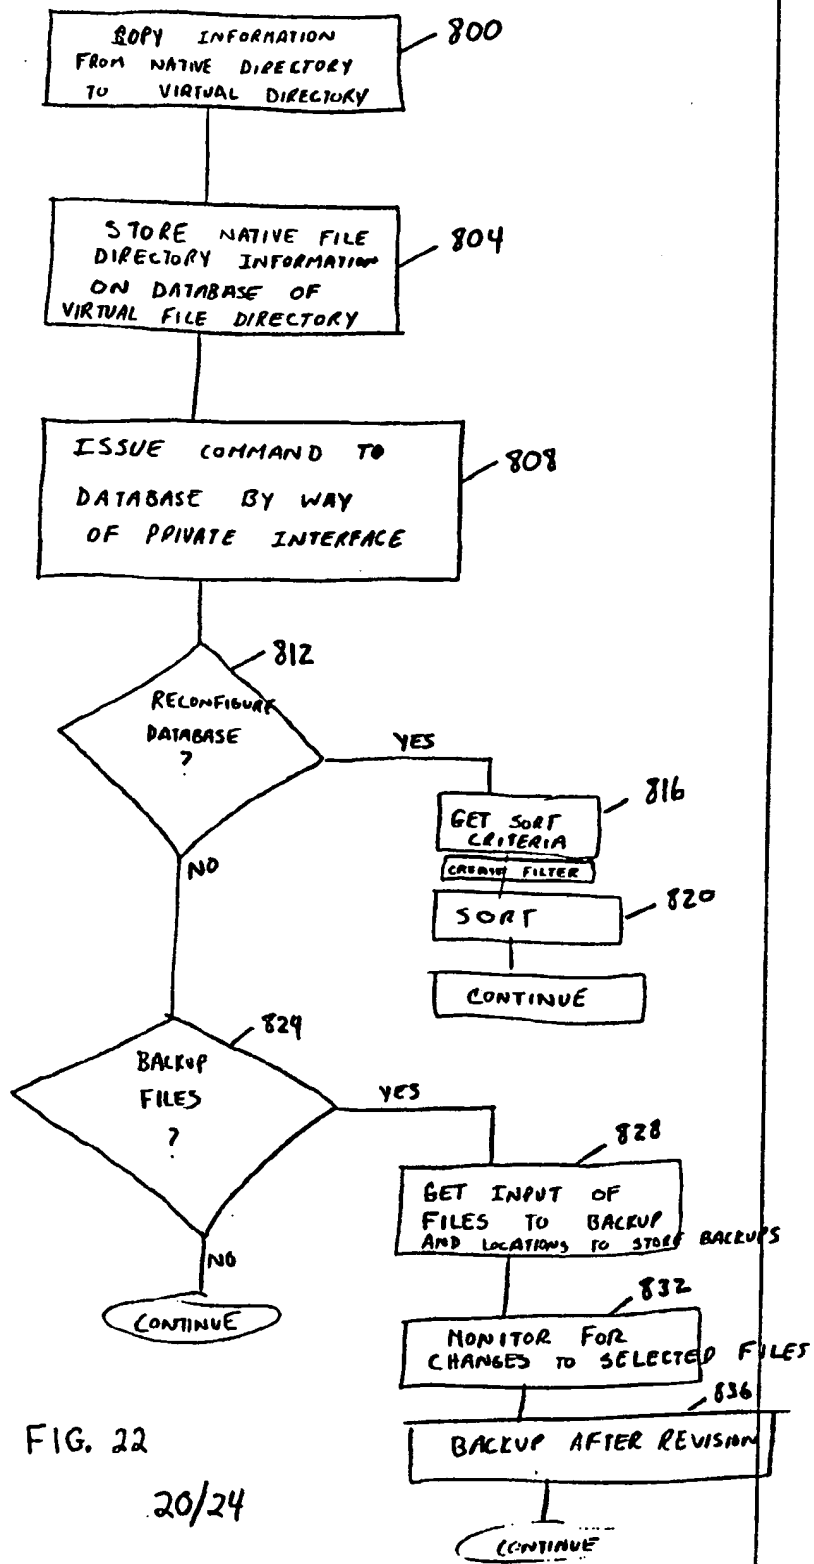 COPY INFORMATION
FROM NATIVE DIRECTORY
TO VIRTUAL DIRECTORY
800
STORE NATIVE FILE
DIRECTORY INFORMATION
ON DATABASE OF
VIRTUAL FILE DIRECTORY
804
ISSUE COMMAND TO
DATABASE BY WAY
OF PRIVATE INTERFACE
808
812
RECONFIGURE
DATABASE
?
YES
NO
816
GET SORT
CRITERIA
CREATE FILTER
820
SORT
CONTINUE
824
BACKUP
FILES
?
YES
NO
CONTINUE
828
GET INPUT OF
FILES TO BACKUP
AND LOCATIONS TO STORE BACKUPS
832
MONITOR FOR
CHANGES TO SELECTED FILES
836
BACKUP AFTER REVISION
CONTINUE
FIG. 22
20/24